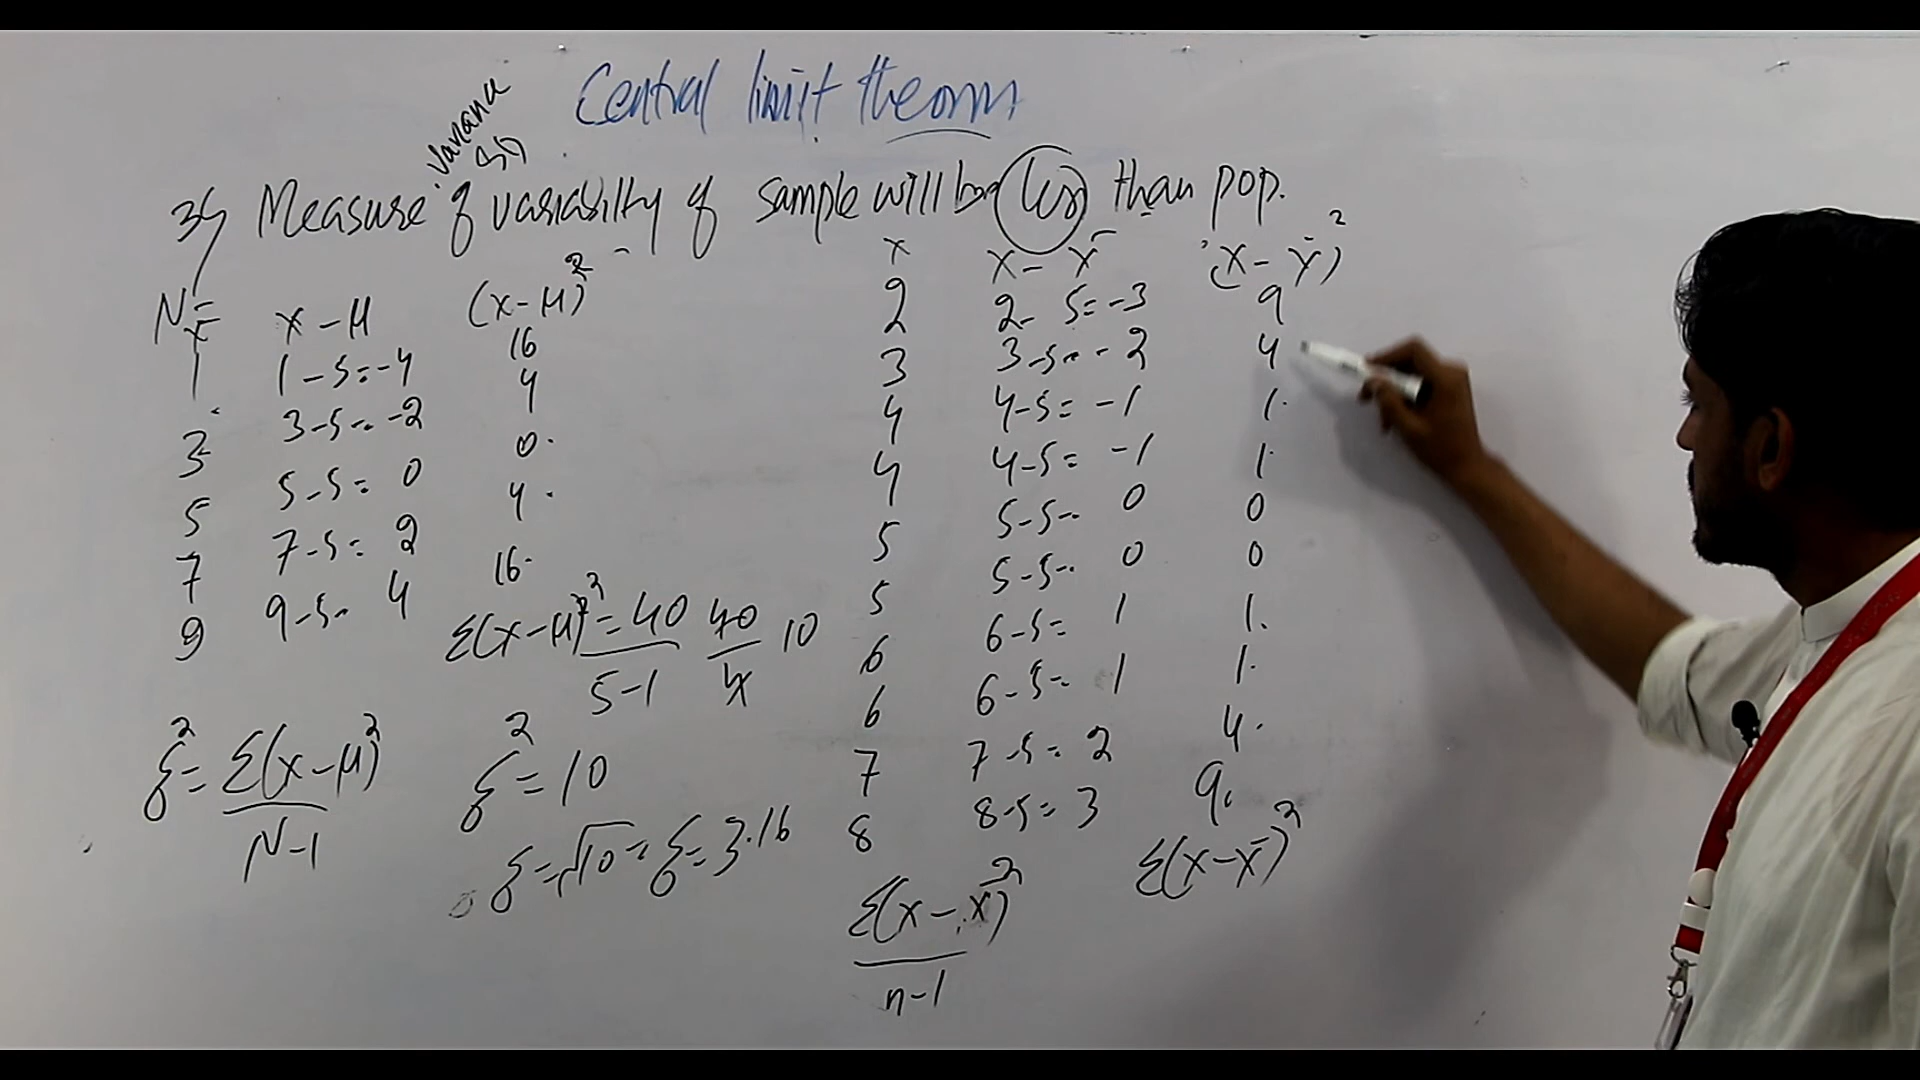 Central limit theorm
variance
SD
3) Measure of variability of sample will be less than pop.
N=
x
x-μ
(x-μ)²
1
1-5=-4
16
3
3-5=-2
4
5
5-5=0
0
7
7-5=2
4
9
9-5=4
16
Σ(x-μ)²=40
5-1
40
4
10
σ²=Σ(x-μ)²
N-1
σ²=10
σ=√10=σ=3.16
x
x-x̄
(x-x̄)²
2
2-5=-3
9
3
3-5=-2
4
4
4-5=-1
1
4
4-5=-1
1
5
5-5=0
0
5
5-5=0
0
6
6-5=1
1
6
6-5=1
1
7
7-5=2
4
8
8-5=3
9
Σ(x-x̄)²
Σ(x-x̄)²
n-1